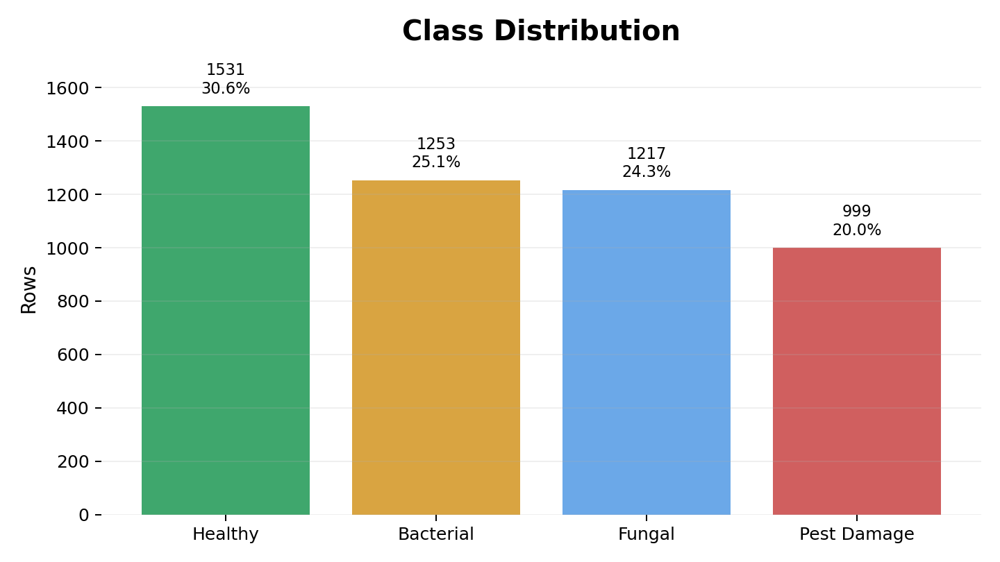 Class Distribution
1531
30.6%
1253
25.1%
1217
24.3%
999
20.0%
1600
1400
1200
1000
800
600
400
200
0
Rows
Healthy
Bacterial
Fungal
Pest Damage